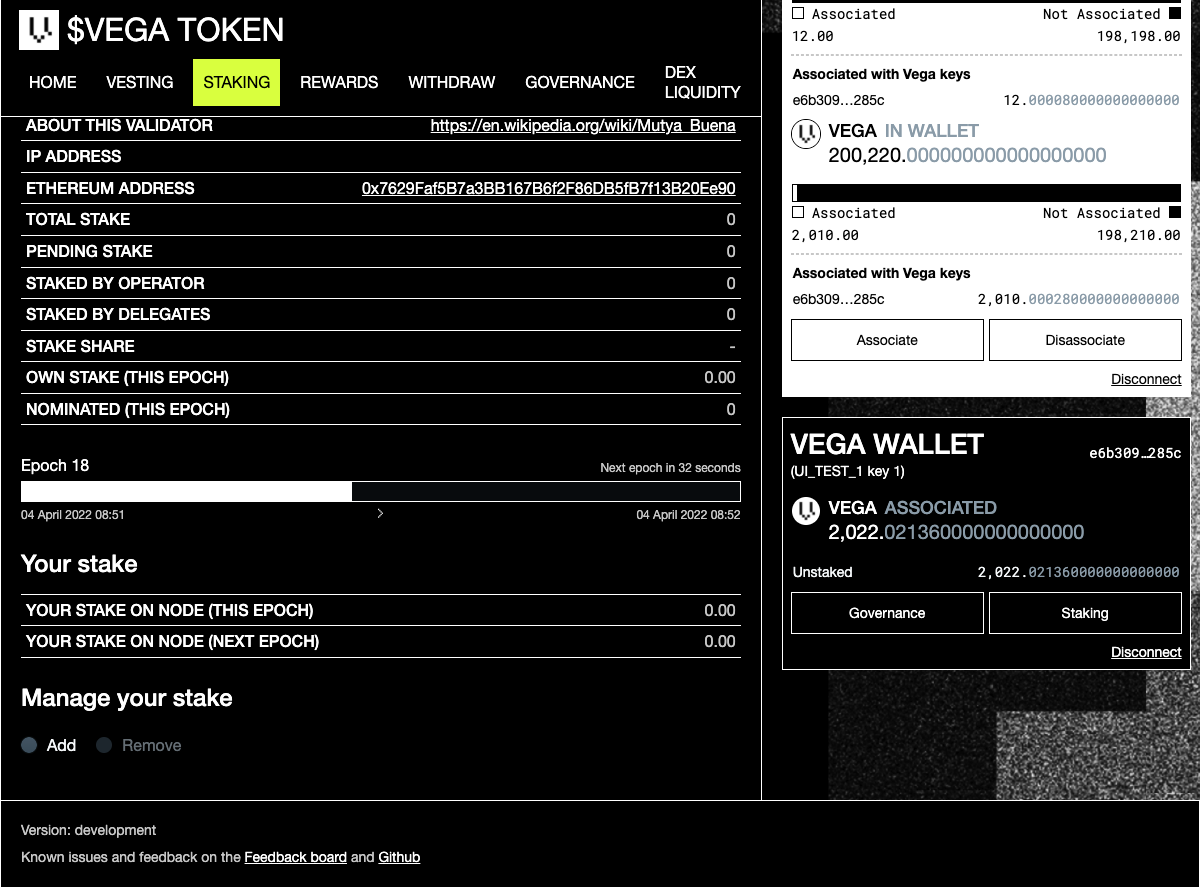 $VEGA TOKEN
HOME VESTING STAKING REWARDS WITHDRAW GOVERNANCE DEX LIQUIDITY
ABOUT THIS VALIDATOR https://en.wikipedia.org/wiki/Mutya_Buena
IP ADDRESS
ETHEREUM ADDRESS 0x7629Faf5B7a3BB167B6f2F86DB5fB7f13B20Ee90
TOTAL STAKE 0
PENDING STAKE 0
STAKED BY OPERATOR 0
STAKED BY DELEGATES 0
STAKE SHARE -
OWN STAKE (THIS EPOCH) 0.00
NOMINATED (THIS EPOCH) 0
Epoch 18 Next epoch in 32 seconds
04 April 2022 08:51 > 04 April 2022 08:52
Your stake
YOUR STAKE ON NODE (THIS EPOCH) 0.00
YOUR STAKE ON NODE (NEXT EPOCH) 0.00
Manage your stake
Add Remove
Associated Not Associated
12.00 198,198.00
Associated with Vega keys
e6b309…285c 12.000080000000000000
VEGA IN WALLET
200,220.000000000000000000
Associated Not Associated
2,010.00 198,210.00
Associated with Vega keys
e6b309…285c 2,010.000280000000000000
Associate Disassociate
Disconnect
VEGA WALLET e6b309…285c
(UI_TEST_1 key 1)
VEGA ASSOCIATED
2,022.021360000000000000
Unstaked 2,022.021360000000000000
Governance Staking
Disconnect
Version: development
Known issues and feedback on the Feedback board and Github